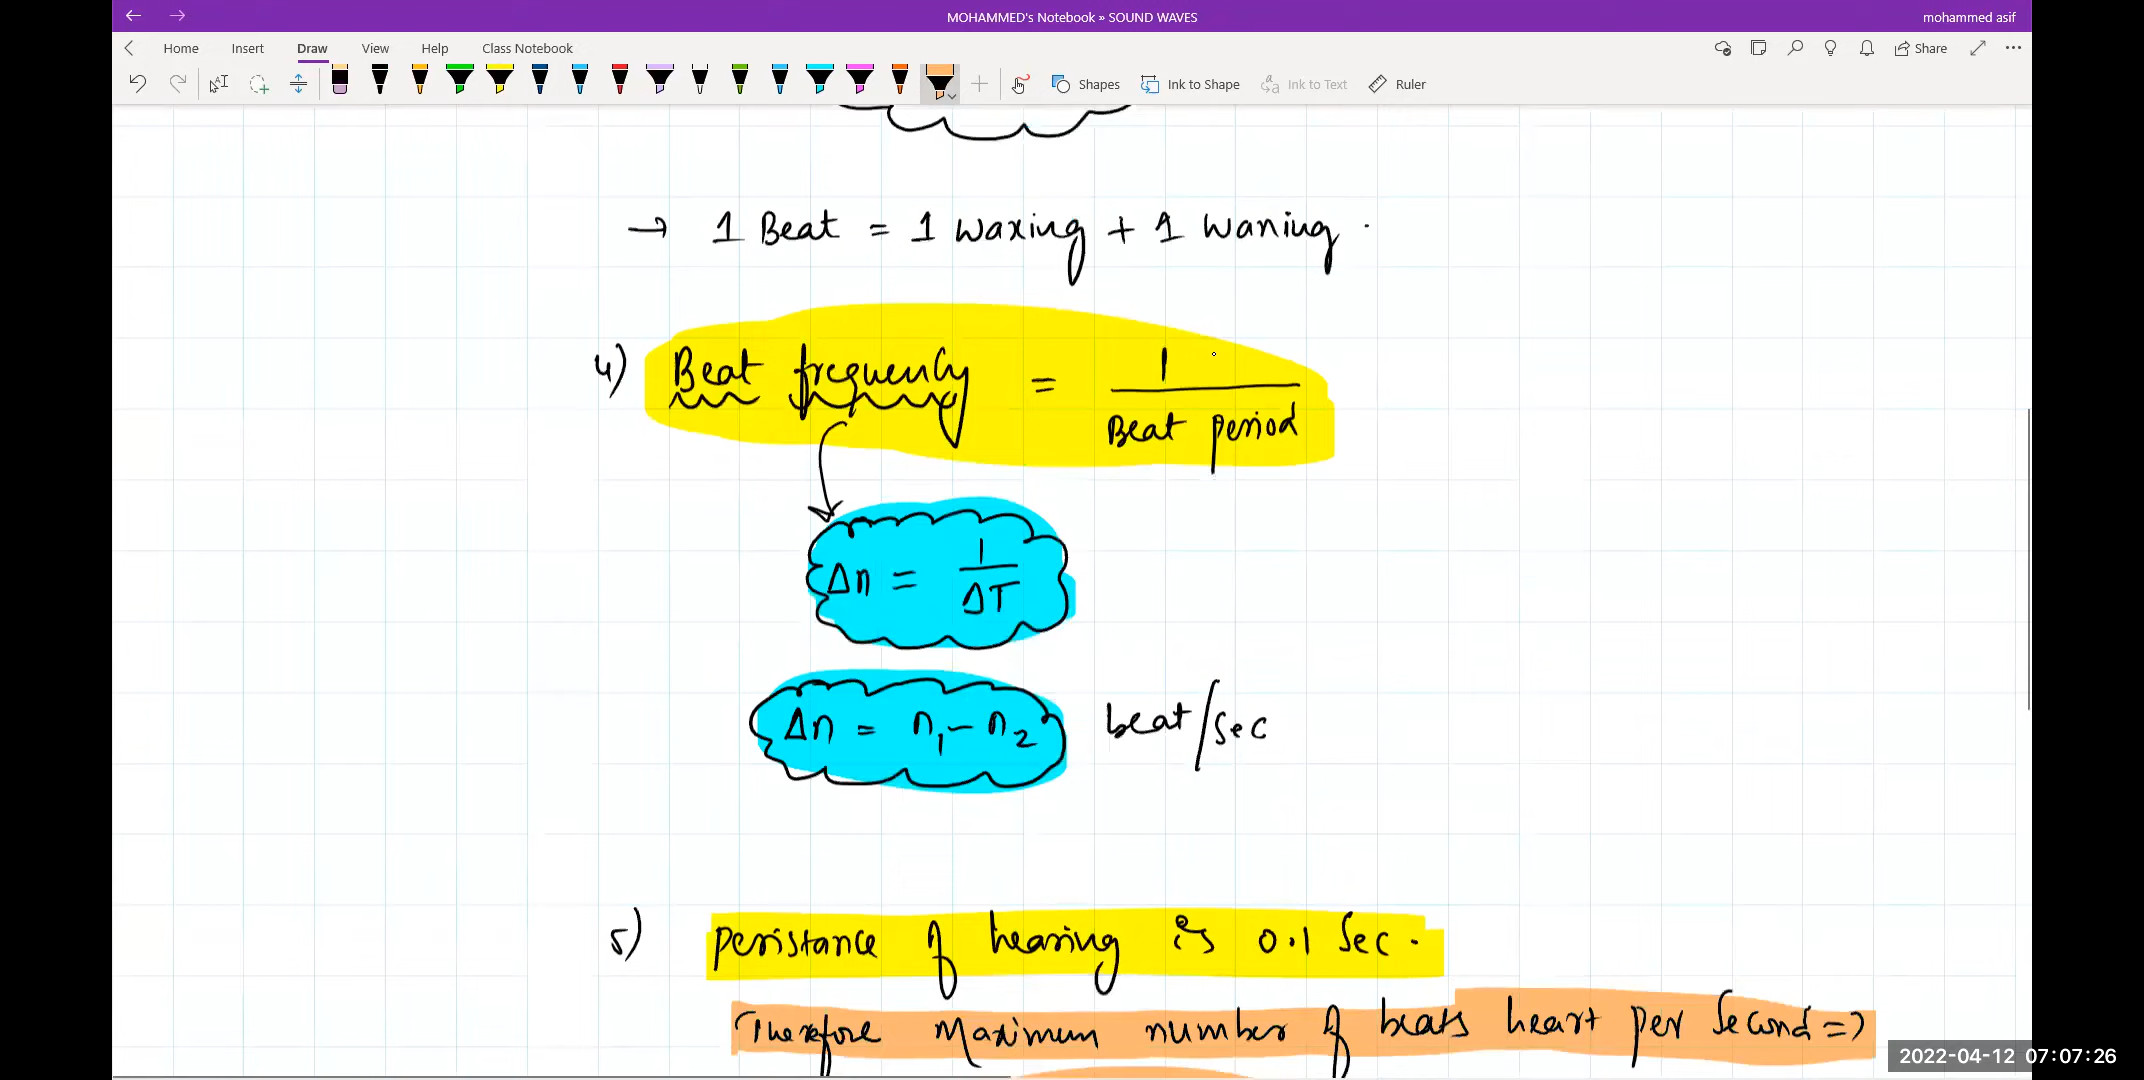 MOHAMMED's Notebook » SOUND WAVES
mohammed asif
Home Insert Draw View Help Class Notebook
Share
Shapes Ink to Shape Ink to Text Ruler
→ 1 Beat = 1 waxing + 1 waning .
4) Beat frequency = 1 / Beat period
Δn = 1 / ΔT
Δn = n₁ - n₂ beat/sec
5) peristance of hearing is 0.1 Sec.
Therefore Maximum number of beats heart per Second =>
2022-04-12 07:07:26